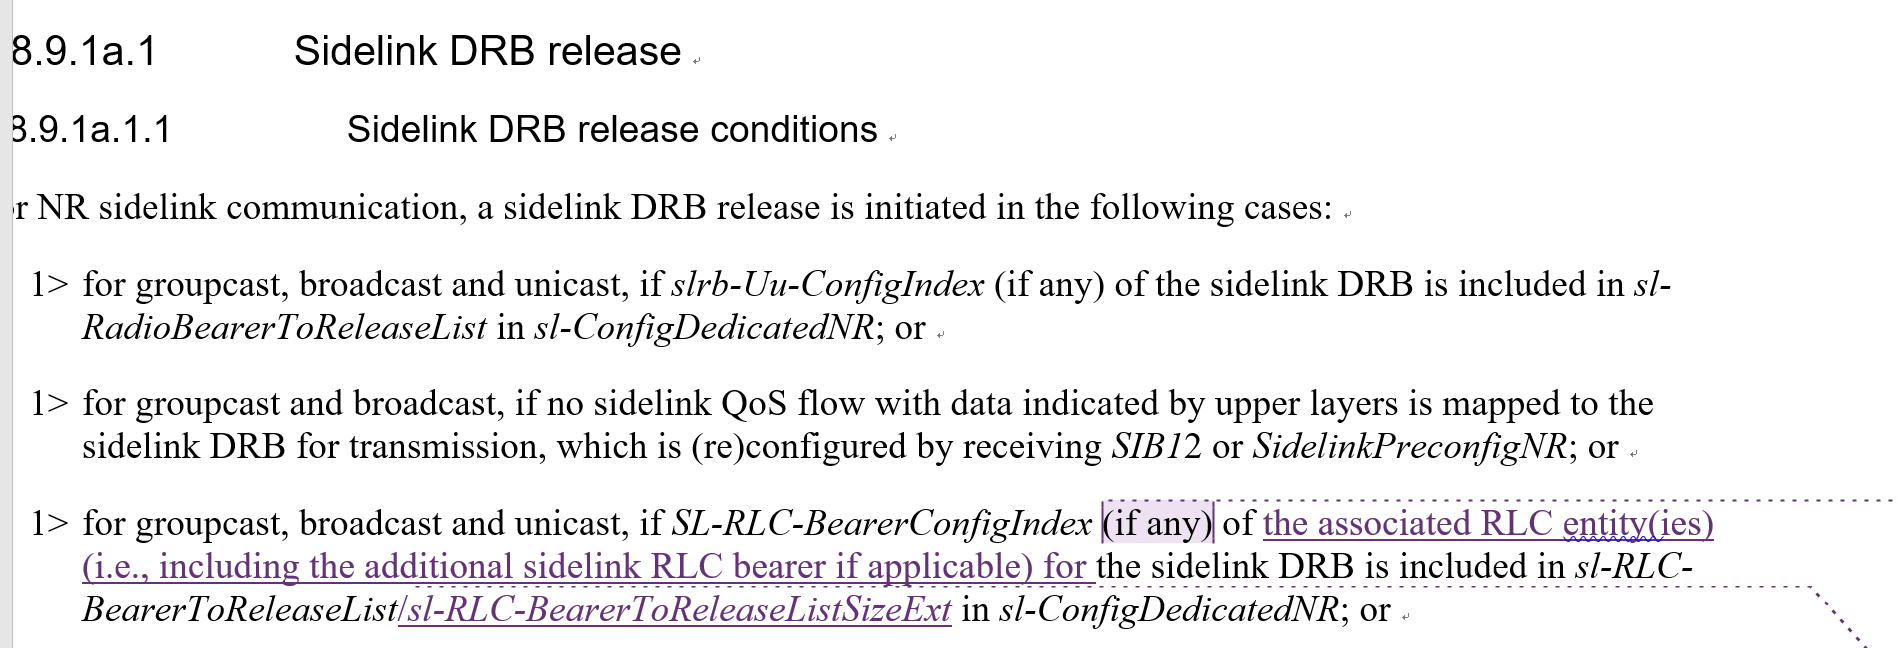 8.9.1a.1 Sidelink DRB release
8.9.1a.1.1 Sidelink DRB release conditions
r NR sidelink communication, a sidelink DRB release is initiated in the following cases:
1> for groupcast, broadcast and unicast, if slrb-Uu-ConfigIndex (if any) of the sidelink DRB is included in sl-
RadioBearerToReleaseList in sl-ConfigDedicatedNR; or
1> for groupcast and broadcast, if no sidelink QoS flow with data indicated by upper layers is mapped to the
sidelink DRB for transmission, which is (re)configured by receiving SIB12 or SidelinkPreconfigNR; or
1> for groupcast, broadcast and unicast, if SL-RLC-BearerConfigIndex (if any) of the associated RLC entity(ies)
(i.e., including the additional sidelink RLC bearer if applicable) for the sidelink DRB is included in sl-RLC-
BearerToReleaseList/sl-RLC-BearerToReleaseListSizeExt in sl-ConfigDedicatedNR; or